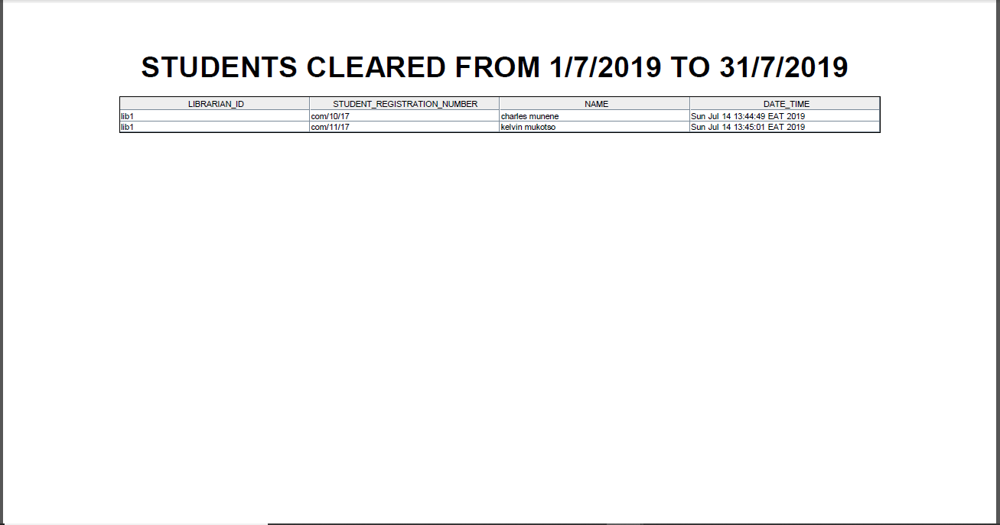 STUDENTS CLEARED FROM 1/7/2019 TO 31/7/2019
LIBRARIAN_ID STUDENT_REGISTRATION_NUMBER NAME DATE_TIME
lib1 com/10/17 charles munene Sun Jul 14 13:44:49 EAT 2019
lib1 com/11/17 kelvin mukotso Sun Jul 14 13:45:01 EAT 2019